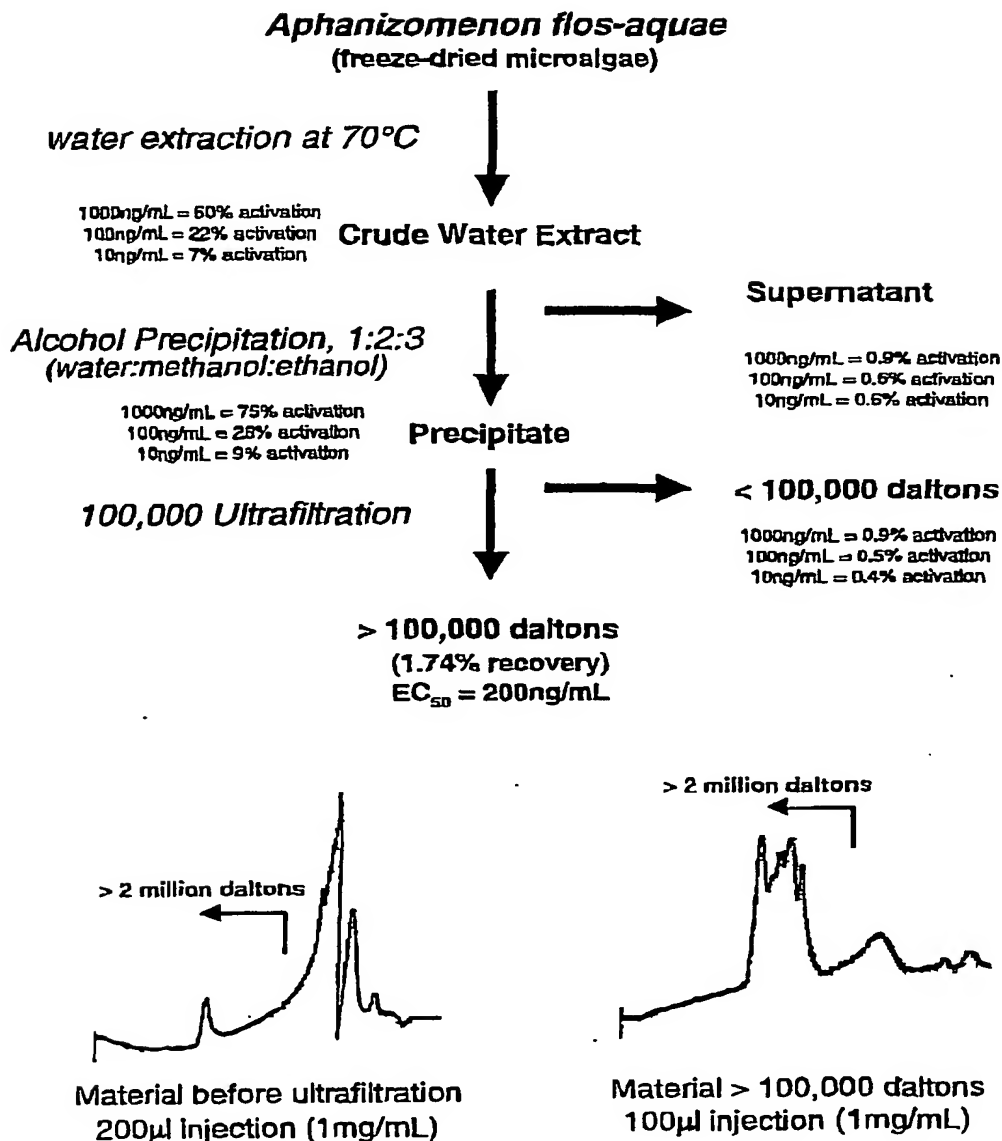 Aphanizomenon flos-aquae
(freeze-dried microalgae)
water extraction at 70°C
1000ng/mL = 60% activation
100ng/mL = 22% activation
10ng/mL = 7% activation
Crude Water Extract
Supernatant
Alcohol Precipitation, 1:2:3
(water:methanol:ethanol)
1000ng/mL = 0.9% activation
100ng/mL = 0.6% activation
10ng/mL = 0.6% activation
1000ng/mL = 75% activation
100ng/mL = 28% activation
10ng/mL = 9% activation
Precipitate
100,000 Ultrafiltration
< 100,000 daltons
1000ng/mL = 0.9% activation
100ng/mL = 0.5% activation
10ng/mL = 0.4% activation
> 100,000 daltons
(1.74% recovery)
EC50 = 200ng/mL
> 2 million daltons
> 2 million daltons
Material before ultrafiltration
200µl injection (1mg/mL)
Material > 100,000 daltons
100µl injection (1mg/mL)